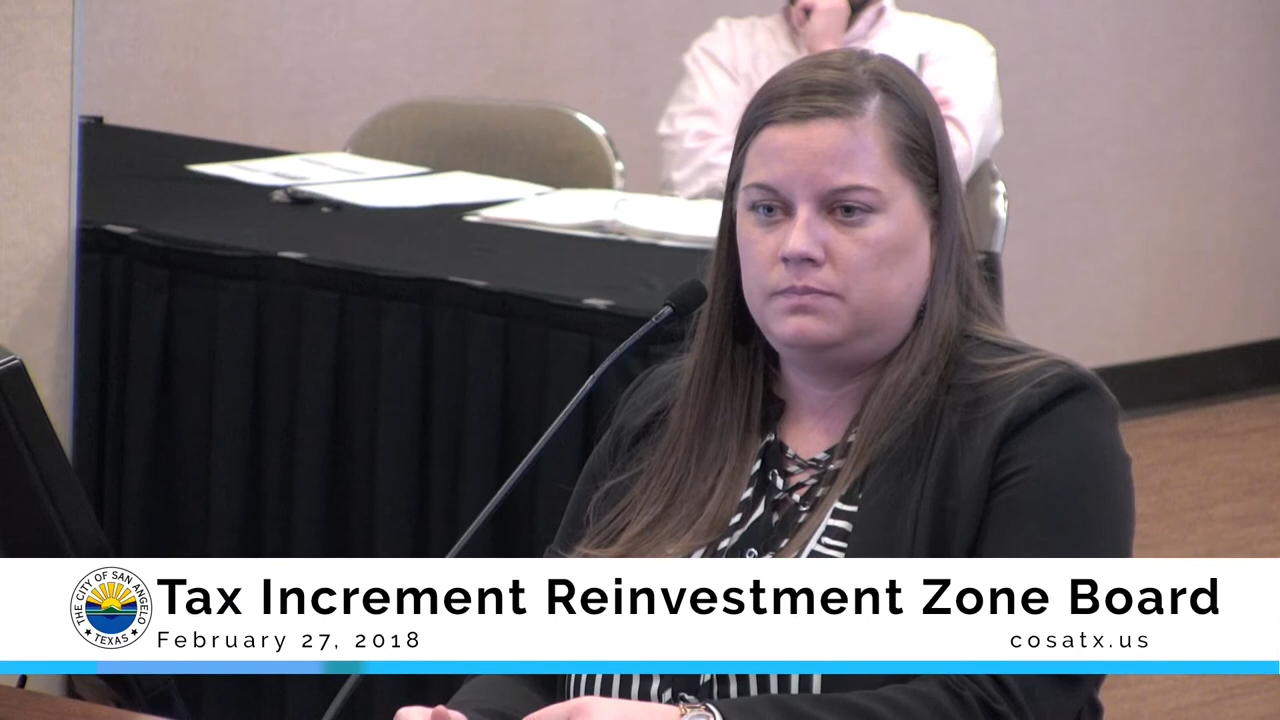 Tax Increment Reinvestment Zone Board
February 27, 2018
cosatx.us
THE CITY OF SAN ANGELO
★ TEXAS ★